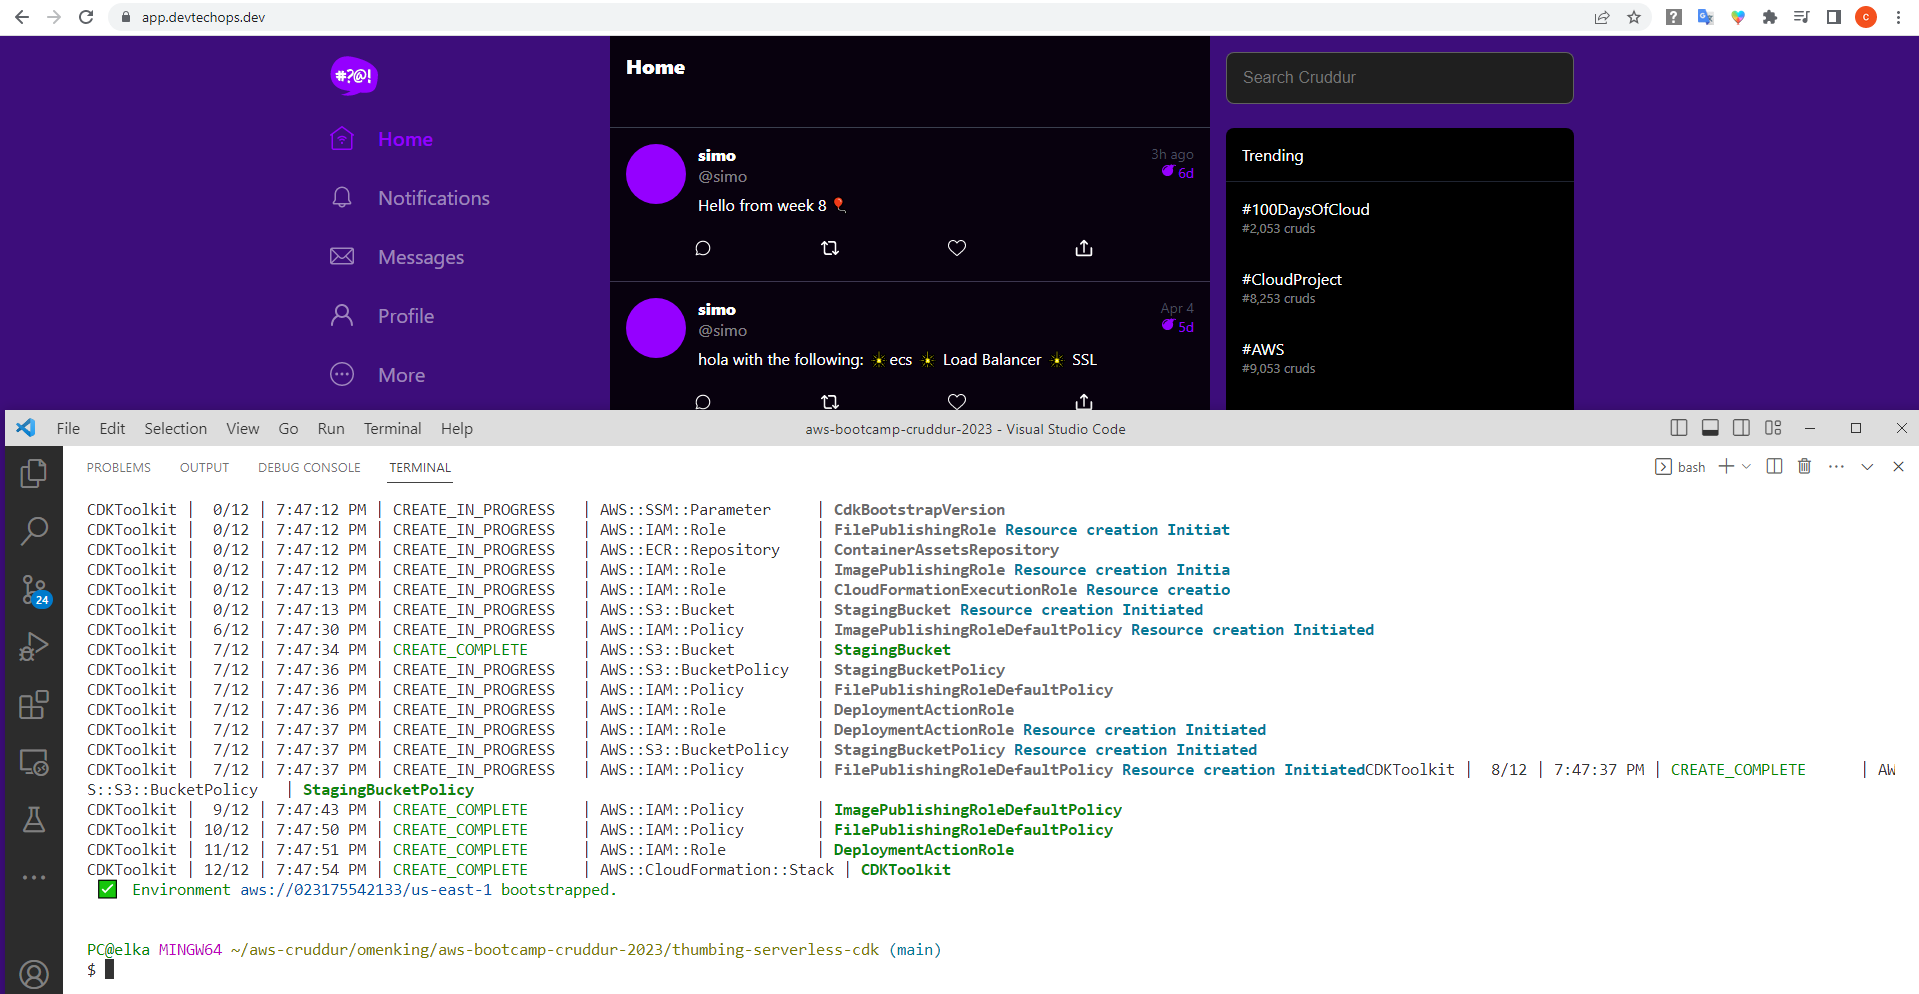 app.devtechops.dev
C
#?@!
Home
Notifications
Messages
Profile
More
Home
simo
@simo
3h ago
6d
Hello from week 8
simo
@simo
Apr 4
5d
hola with the following: ecs Load Balancer SSL
Search Cruddur
Trending
#100DaysOfCloud
#2,053 cruds
#CloudProject
#8,253 cruds
#AWS
#9,053 cruds
File Edit Selection View Go Run Terminal Help
aws-bootcamp-cruddur-2023 - Visual Studio Code
PROBLEMS OUTPUT DEBUG CONSOLE TERMINAL
bash
24
CDKToolkit |  0/12 | 7:47:12 PM | CREATE_IN_PROGRESS   | AWS::SSM::Parameter     | CdkBootstrapVersion
CDKToolkit |  0/12 | 7:47:12 PM | CREATE_IN_PROGRESS   | AWS::IAM::Role          | FilePublishingRole Resource creation Initiat
CDKToolkit |  0/12 | 7:47:12 PM | CREATE_IN_PROGRESS   | AWS::ECR::Repository    | ContainerAssetsRepository
CDKToolkit |  0/12 | 7:47:12 PM | CREATE_IN_PROGRESS   | AWS::IAM::Role          | ImagePublishingRole Resource creation Initia
CDKToolkit |  0/12 | 7:47:13 PM | CREATE_IN_PROGRESS   | AWS::IAM::Role          | CloudFormationExecutionRole Resource creatio
CDKToolkit |  0/12 | 7:47:13 PM | CREATE_IN_PROGRESS   | AWS::S3::Bucket         | StagingBucket Resource creation Initiated
CDKToolkit |  6/12 | 7:47:30 PM | CREATE_IN_PROGRESS   | AWS::IAM::Policy        | ImagePublishingRoleDefaultPolicy Resource creation Initiated
CDKToolkit |  7/12 | 7:47:34 PM | CREATE_COMPLETE      | AWS::S3::Bucket         | StagingBucket
CDKToolkit |  7/12 | 7:47:36 PM | CREATE_IN_PROGRESS   | AWS::S3::BucketPolicy   | StagingBucketPolicy
CDKToolkit |  7/12 | 7:47:36 PM | CREATE_IN_PROGRESS   | AWS::IAM::Policy        | FilePublishingRoleDefaultPolicy
CDKToolkit |  7/12 | 7:47:36 PM | CREATE_IN_PROGRESS   | AWS::IAM::Role          | DeploymentActionRole
CDKToolkit |  7/12 | 7:47:37 PM | CREATE_IN_PROGRESS   | AWS::IAM::Role          | DeploymentActionRole Resource creation Initiated
CDKToolkit |  7/12 | 7:47:37 PM | CREATE_IN_PROGRESS   | AWS::S3::BucketPolicy   | StagingBucketPolicy Resource creation Initiated
CDKToolkit |  7/12 | 7:47:37 PM | CREATE_IN_PROGRESS   | AWS::IAM::Policy        | FilePublishingRoleDefaultPolicy Resource creation InitiatedCDKToolkit |  8/12 | 7:47:37 PM | CREATE_COMPLETE      | AW
S::S3::BucketPolicy   | StagingBucketPolicy
CDKToolkit |  9/12 | 7:47:43 PM | CREATE_COMPLETE      | AWS::IAM::Policy        | ImagePublishingRoleDefaultPolicy
CDKToolkit | 10/12 | 7:47:50 PM | CREATE_COMPLETE      | AWS::IAM::Policy        | FilePublishingRoleDefaultPolicy
CDKToolkit | 11/12 | 7:47:51 PM | CREATE_COMPLETE      | AWS::IAM::Role          | DeploymentActionRole
CDKToolkit | 12/12 | 7:47:54 PM | CREATE_COMPLETE      | AWS::CloudFormation::Stack | CDKToolkit
✅ Environment aws://023175542133/us-east-1 bootstrapped.
PC@elka MINGW64 ~/aws-cruddur/omenking/aws-bootcamp-cruddur-2023/thumbing-serverless-cdk (main)
$